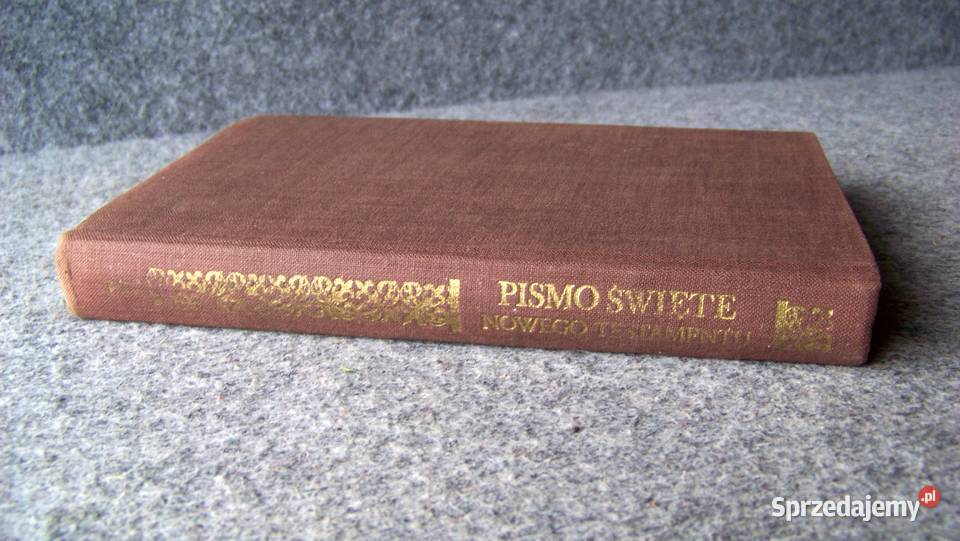 PISMO ŚWIĘTE
NOWEGO TESTAMENTU
Sprzedajemy.pl